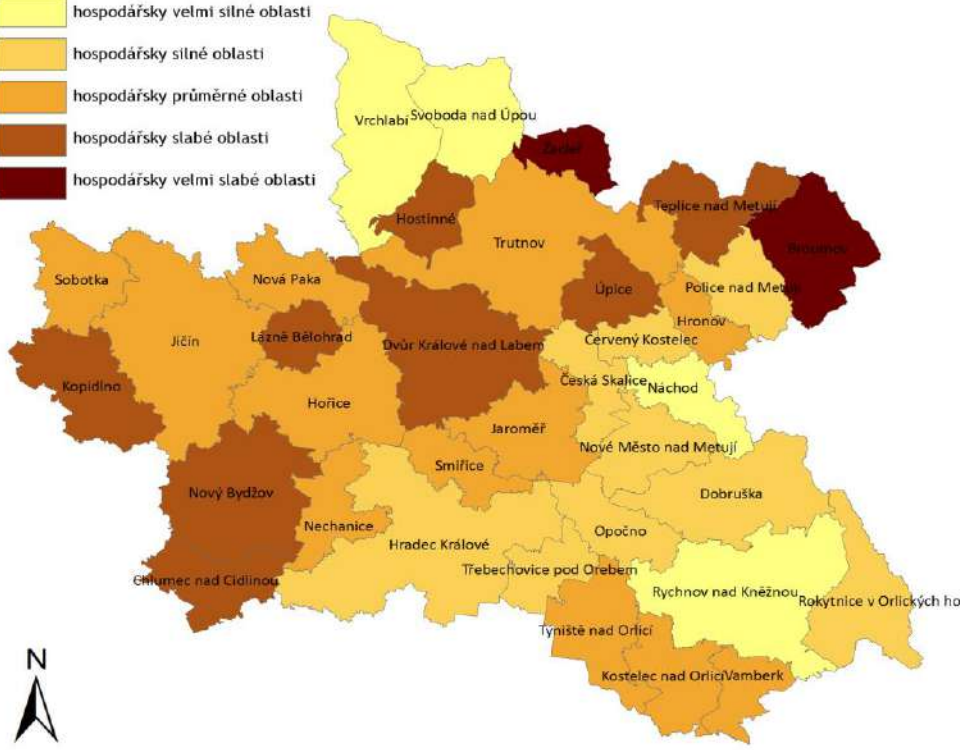 hospodářsky velmi silné oblasti
hospodářsky silné oblasti
hospodářsky průměrné oblasti
hospodářsky slabé oblasti
hospodářsky velmi slabé oblasti
Vrchlabí
Svoboda nad Úpou
Žacléř
Hostinné
Teplice nad Metují
Trutnov
Broumov
Sobotka
Nová Paka
Úpice
Police nad Metují
Hronov
Jičín
Lázně Bělohrad
Dvůr Králové nad Labem
Červený Kostelec
Kopidlno
Česká Skalice
Náchod
Hořice
Jaroměř
Nové Město nad Metují
Smiřice
Nový Bydžov
Dobruška
Nechanice
Opočno
Hradec Králové
Třebechovice pod Orebem
Chlumec nad Cidlinou
Rychnov nad Kněžnou
Rokytnice v Orlických ho
Týniště nad Orlicí
Kostelec nad Orlicí
Vamberk
N